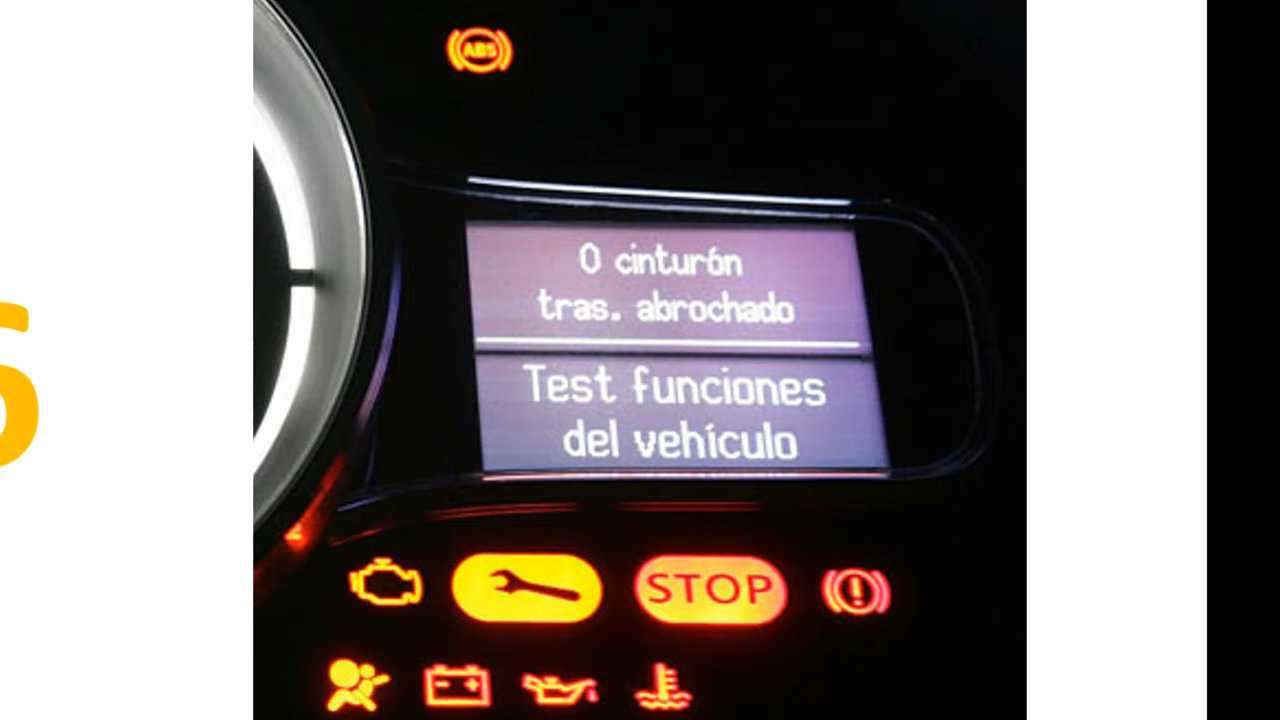 ABS
0 cinturón
tras. abrochado
Test funciones
del vehículo
STOP